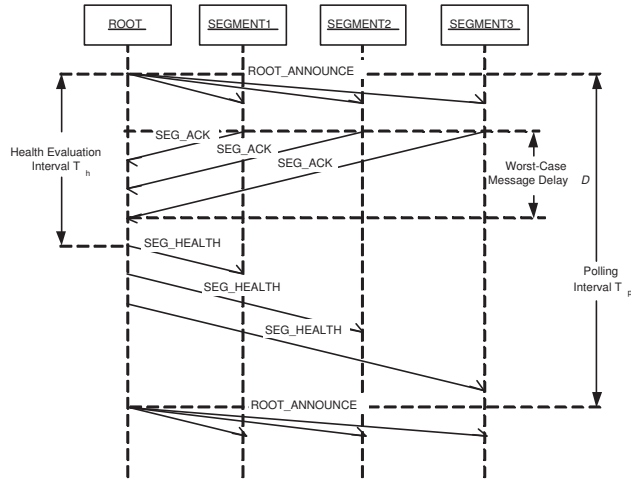 ROOT
SEGMENT1
SEGMENT2
SEGMENT3
ROOT_ANNOUNCE
SEG_ACK
SEG_ACK
SEG_ACK
Health Evaluation
Interval T h
Worst-Case
Message Delay D
SEG_HEALTH
SEG_HEALTH
SEG_HEALTH
Polling
Interval T p
ROOT_ANNOUNCE